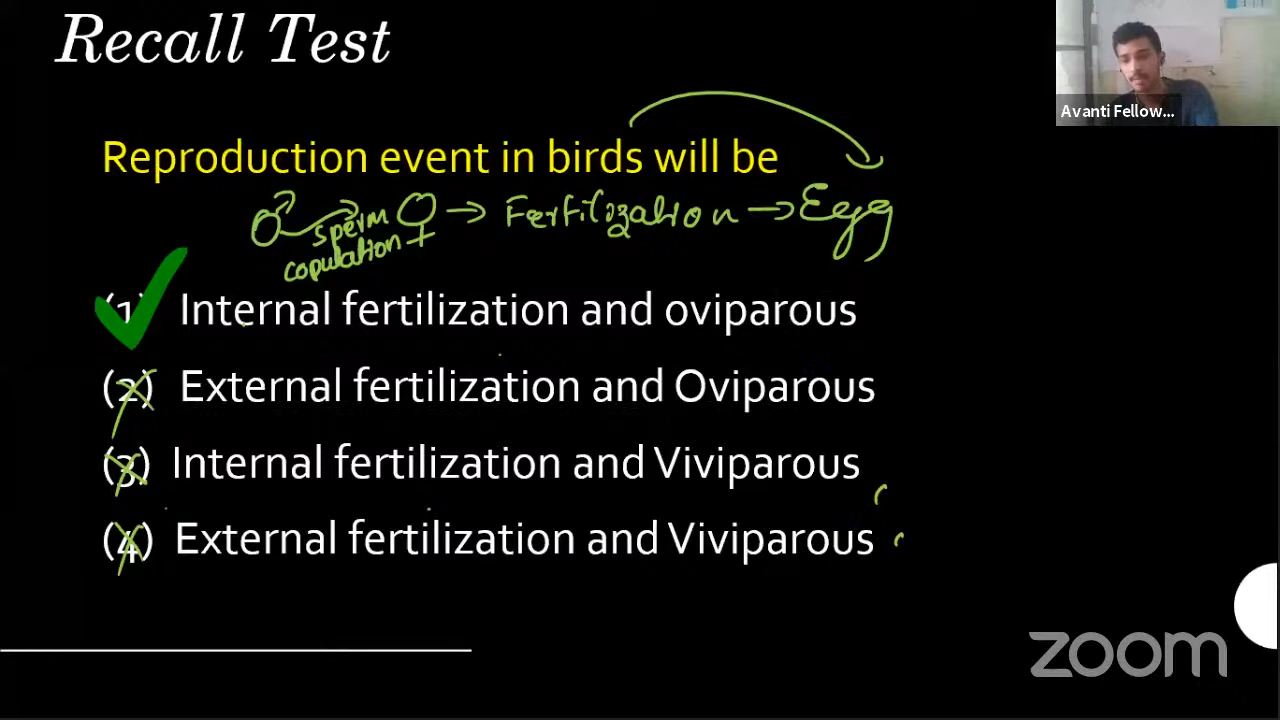 Recall Test
Avanti Fellow...
Reproduction event in birds will be
♂ sperm ♀ → Fertilization → Egg
copulation
(1) Internal fertilization and oviparous
(2) External fertilization and Oviparous
(3) Internal fertilization and Viviparous
(4) External fertilization and Viviparous
zoom